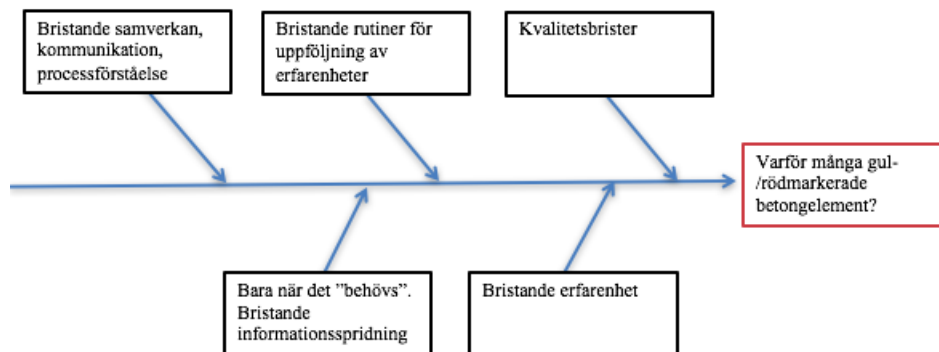 Bristande samverkan,
kommunikation,
processförståelse
Bristande rutiner för
uppföljning av
erfarenheter
Kvalitetsbrister
Varför många gul-
/rödmarkerade
betongelement?
Bara när det ”behövs”.
Bristande
informationsspridning
Bristande erfarenhet